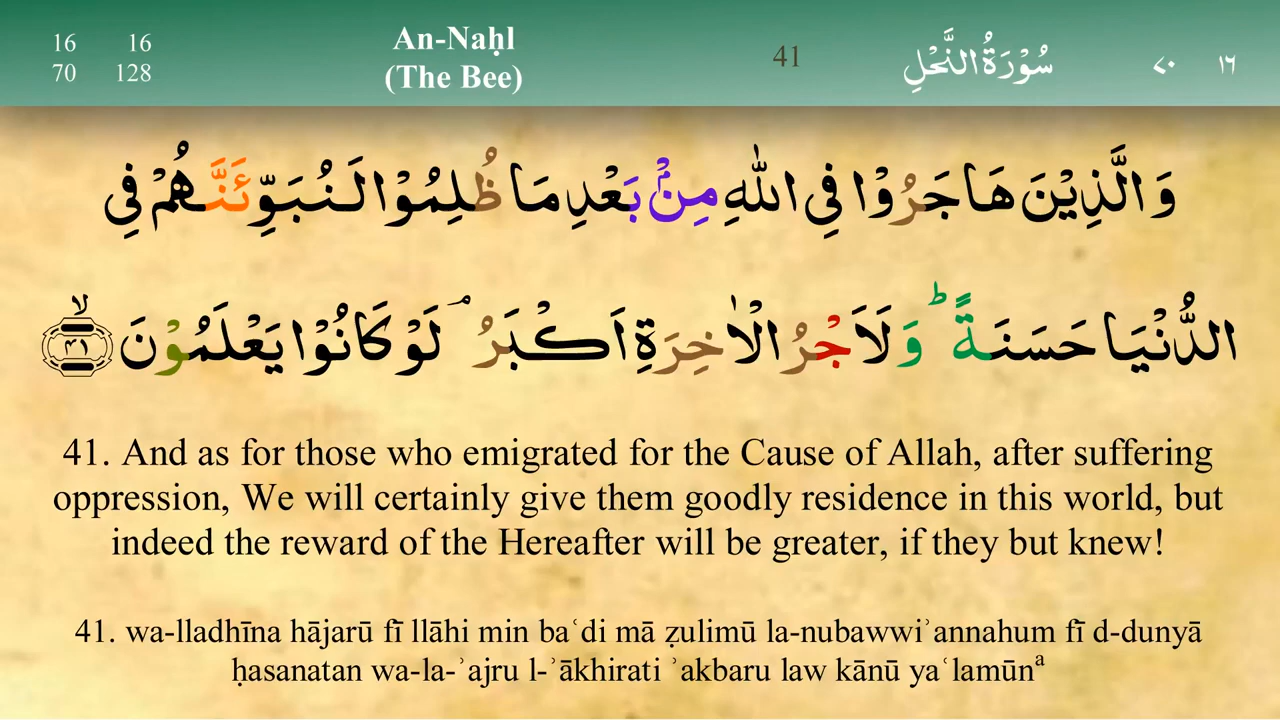 16 16 An-Naḥl 41 سُوْرَةُ النَّحْلِ ١٦
70 128 (The Bee) ٧٠
وَالَّذِيْنَ هَاجَرُوْا فِى اللّٰهِ مِنْۢ بَعْدِ مَا ظُلِمُوْا لَـنُبَوِّئَنَّهُمْ فِى
الدُّنْيَا حَسَنَةً ؕ وَلَاَجْرُ الْاٰخِرَةِ اَكْبَرُ ۘ لَوْ كَانُوْا يَعْلَمُوْنَ ۙ‏ ﴿۴۱﴾
41. And as for those who emigrated for the Cause of Allah, after suffering
oppression, We will certainly give them goodly residence in this world, but
indeed the reward of the Hereafter will be greater, if they but knew!
41. wa-lladhīna hājarū fī llāhi min baʿdi mā ẓulimū la-nubawwiʾannahum fī d-dunyā
ḥasanatan wa-la-ʾajru l-ʾākhirati ʾakbaru law kānū yaʿlamūnᵃ